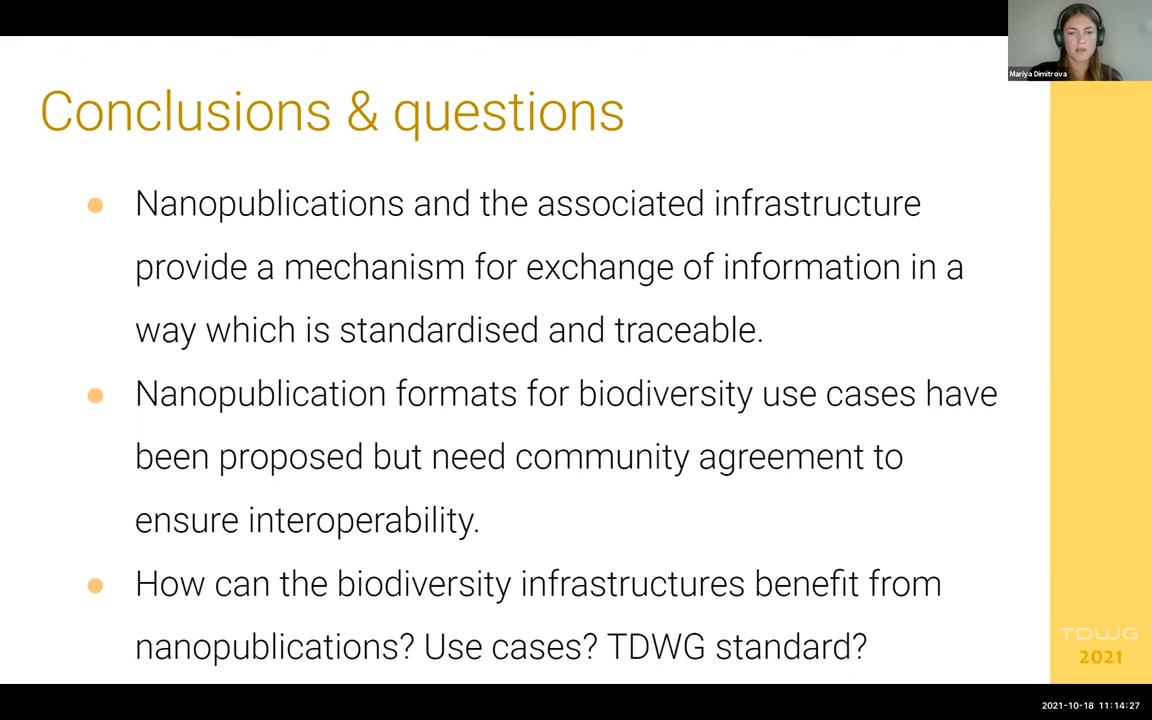 Mariya Dimitrova
Conclusions & questions
● Nanopublications and the associated infrastructure
provide a mechanism for exchange of information in a
way which is standardised and traceable.
● Nanopublication formats for biodiversity use cases have
been proposed but need community agreement to
ensure interoperability.
● How can the biodiversity infrastructures benefit from
nanopublications? Use cases? TDWG standard?
TDWG
2021
2021-10-18 11:14:27